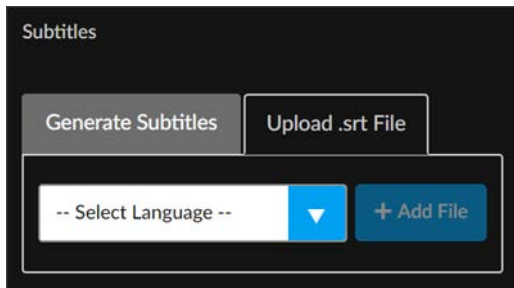 Subtitles
Generate Subtitles
Upload .srt File
-- Select Language --
+ Add File